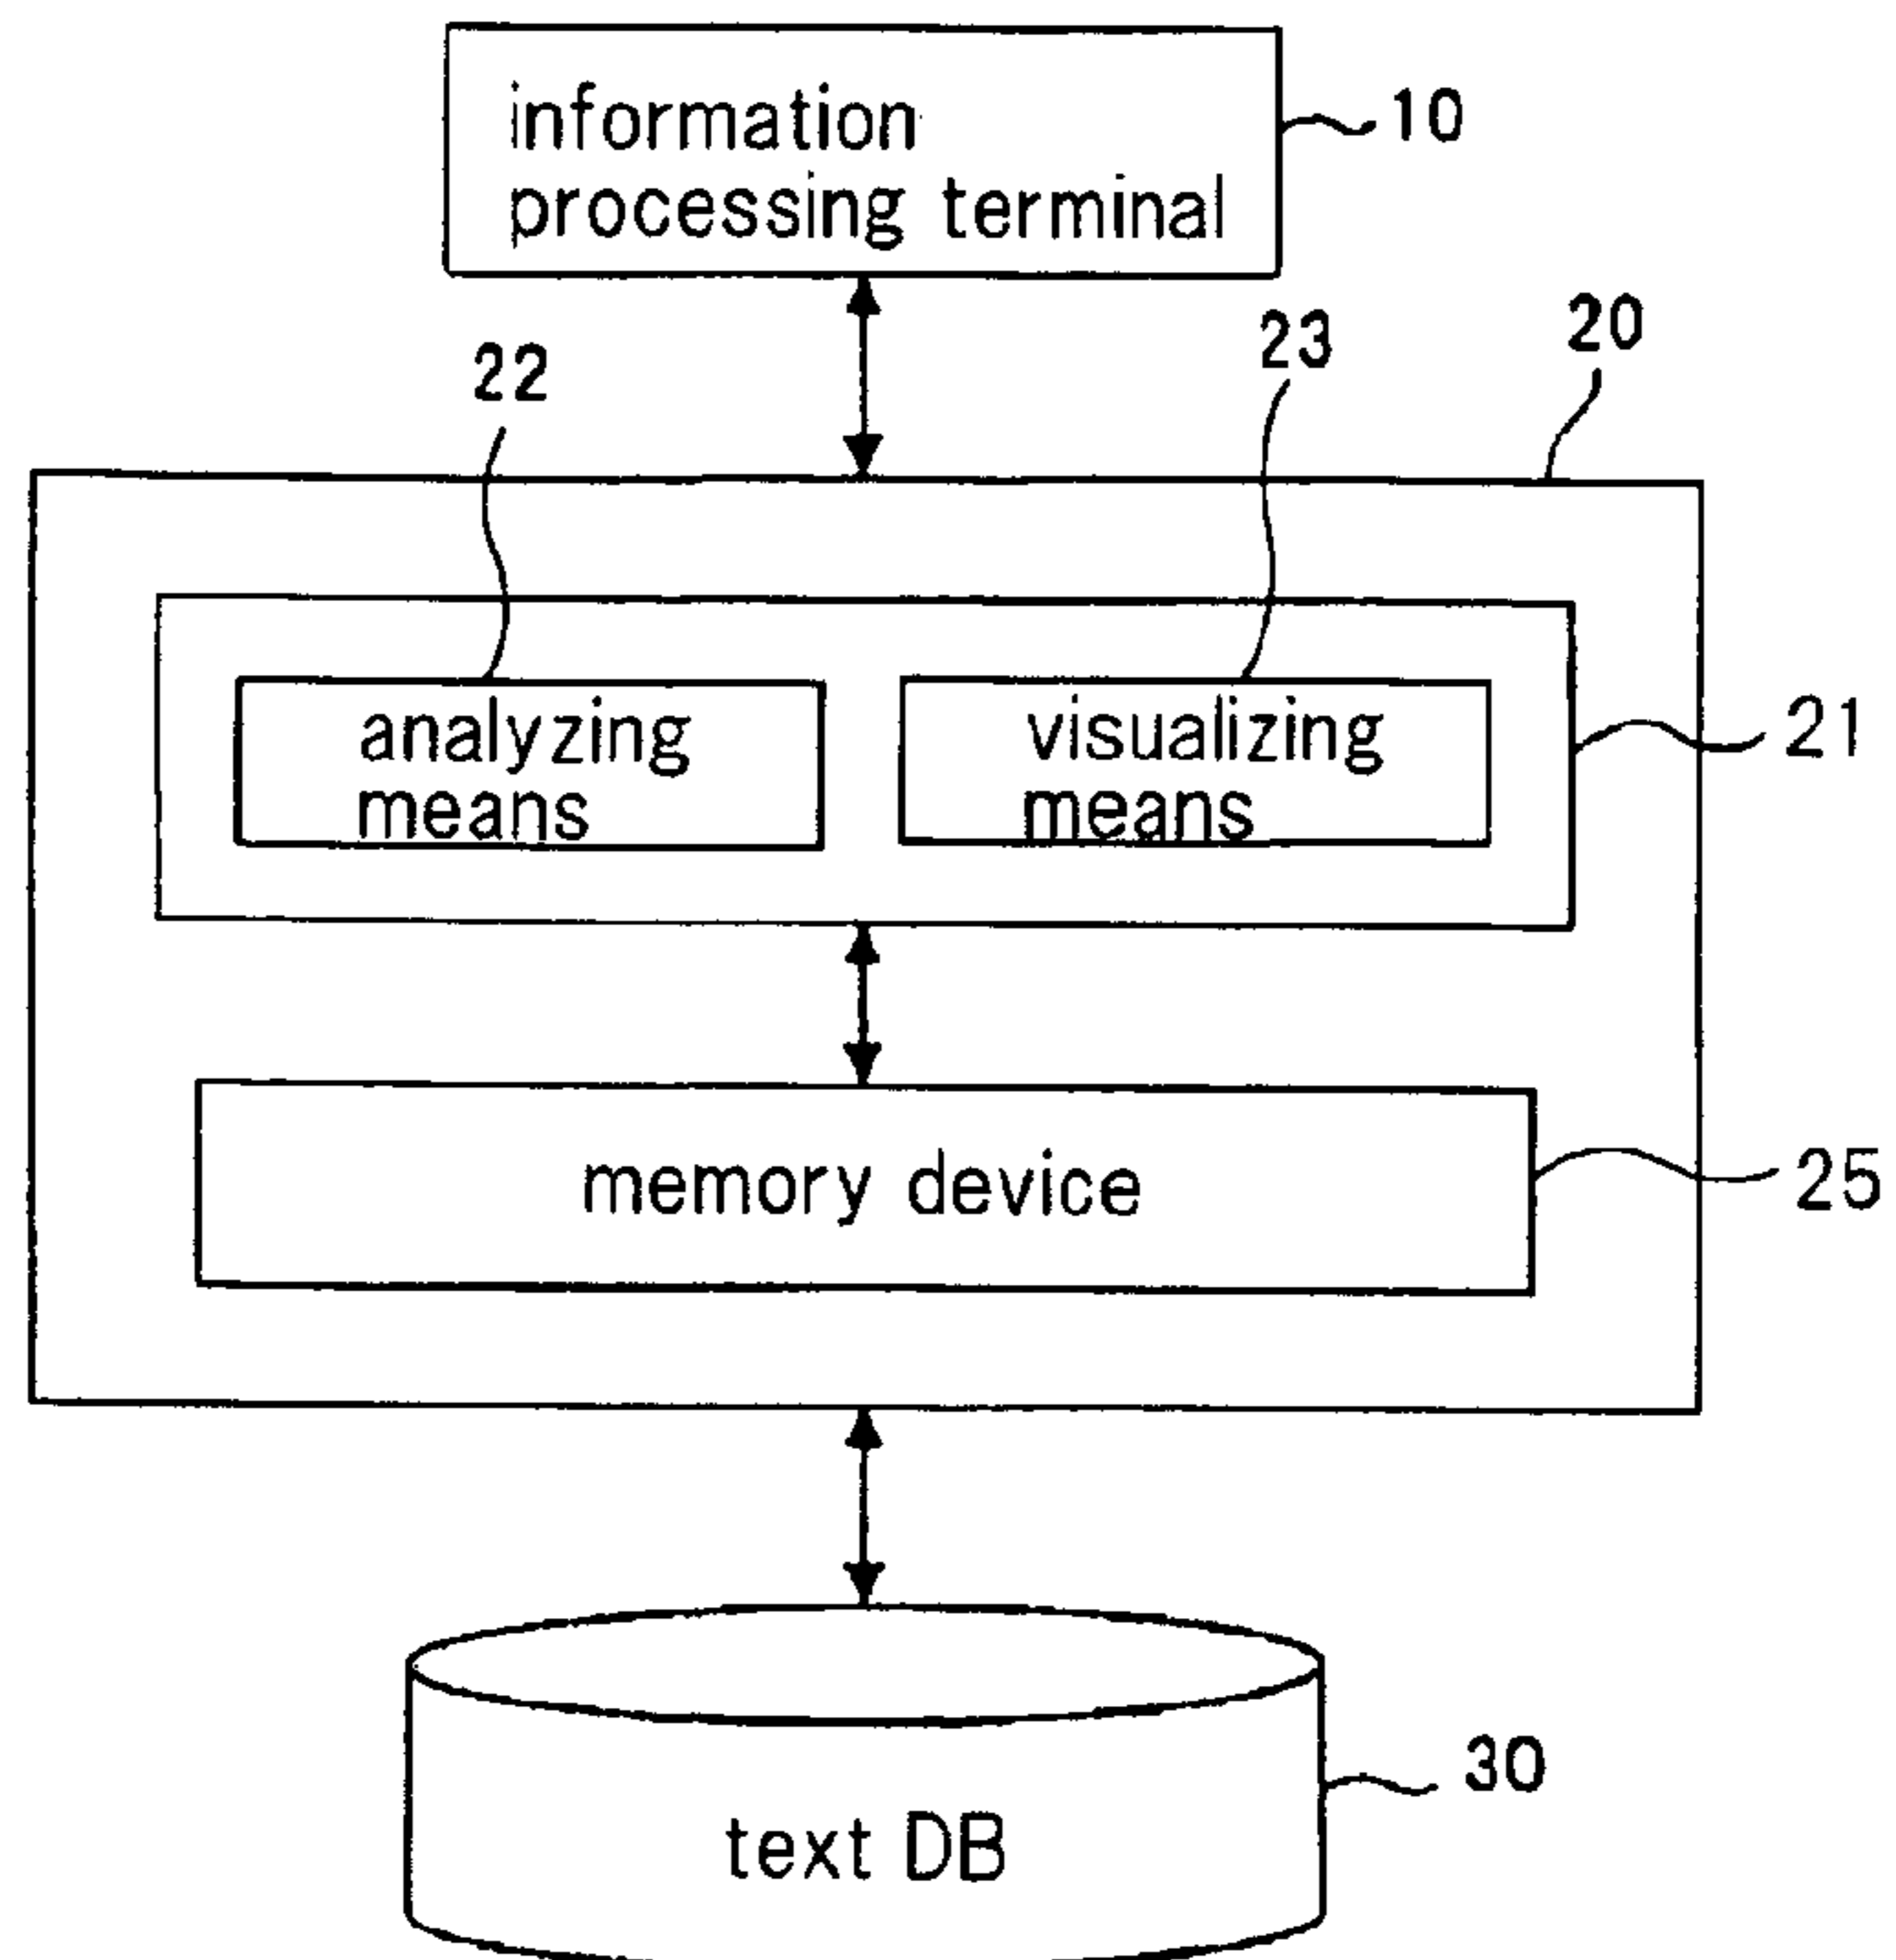 information
processing terminal
10
20
23
22
analyzing
means
visualizing
means
21
memory device
25
30
text DB